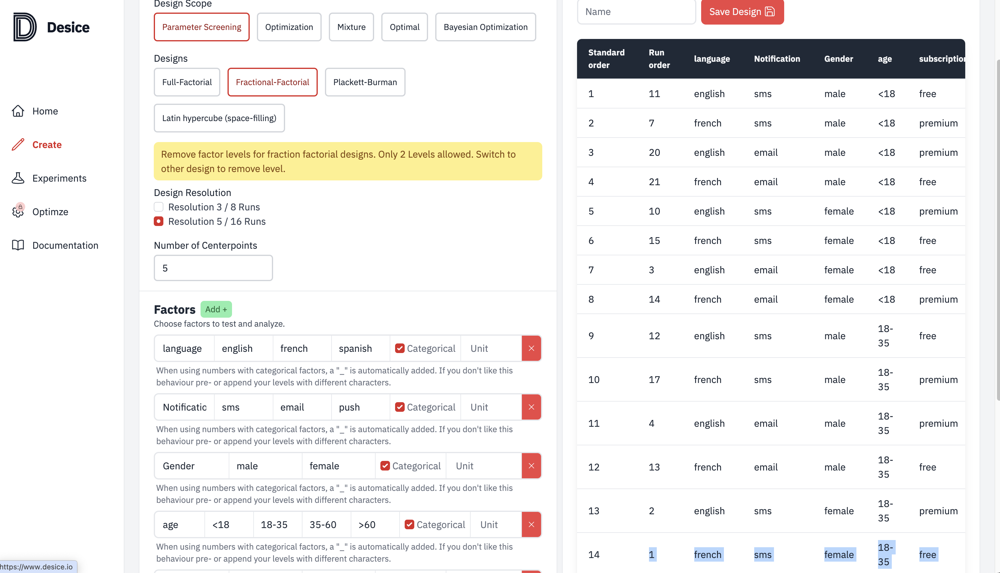 Desice
Home
Create
Experiments
Optimze
Documentation
https://www.desice.io
Design Scope
Parameter Screening
Optimization
Mixture
Optimal
Bayesian Optimization
Designs
Full-Factorial
Fractional-Factorial
Plackett-Burman
Latin hypercube (space-filling)
Remove factor levels for fraction factorial designs. Only 2 Levels allowed. Switch to
other design to remove level.
Design Resolution
Resolution 3 / 8 Runs
Resolution 5 / 16 Runs
Number of Centerpoints
5
Factors Add +
Choose factors to test and analyze.
language english french spanish Categorical Unit
When using numbers with categorical factors, a "_" is automatically added. If you don't like this
behaviour pre- or append your levels with different characters.
Notificatio sms email push Categorical Unit
When using numbers with categorical factors, a "_" is automatically added. If you don't like this
behaviour pre- or append your levels with different characters.
Gender male female Categorical Unit
When using numbers with categorical factors, a "_" is automatically added. If you don't like this
behaviour pre- or append your levels with different characters.
age <18 18-35 35-60 >60 Categorical Unit
When using numbers with categorical factors, a "_" is automatically added. If you don't like this
behaviour pre- or append your levels with different characters.
Name
Save Design
Standard order Run order language Notification Gender age subscription
1 11 english sms male <18 free
2 7 french sms male <18 premium
3 20 english email male <18 premium
4 21 french email male <18 free
5 10 english sms female <18 premium
6 15 french sms female <18 free
7 3 english email female <18 free
8 14 french email female <18 premium
9 12 english sms male 18-35 free
10 17 french sms male 18-35 premium
11 4 english email male 18-35 premium
12 13 french email male 18-35 free
13 2 english sms female 18-35 premium
14 1 french sms female 18-35 free